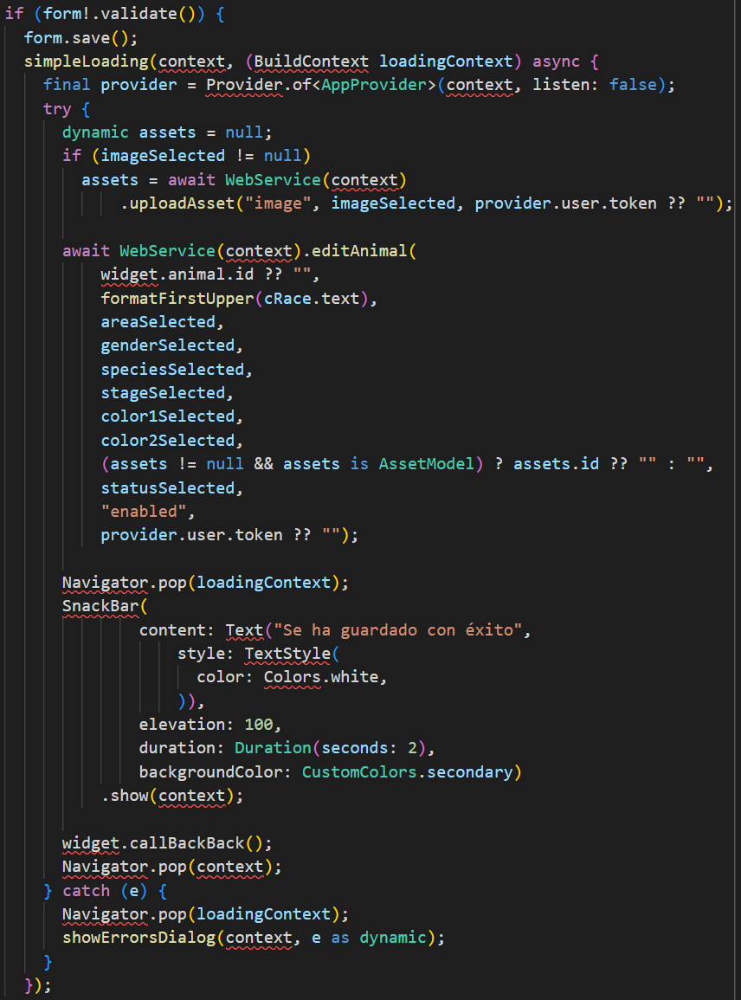 if (form!.validate()) {
form.save();
simpleLoading(context, (BuildContext loadingContext) async {
final provider = Provider.of<AppProvider>(context, listen: false);
try {
dynamic assets = null;
if (imageSelected != null)
assets = await WebService(context)
.uploadAsset("image", imageSelected, provider.user.token ?? "");
await WebService(context).editAnimal(
widget.animal.id ?? "",
formatFirstUpper(cRace.text),
areaSelected,
genderSelected,
speciesSelected,
stageSelected,
color1Selected,
color2Selected,
(assets != null && assets is AssetModel) ? assets.id ?? "" : "",
statusSelected,
"enabled",
provider.user.token ?? "");
Navigator.pop(loadingContext);
SnackBar(
content: Text("Se ha guardado con éxito",
style: TextStyle(
color: Colors.white,
)),
elevation: 100,
duration: Duration(seconds: 2),
backgroundColor: CustomColors.secondary)
.show(context);
widget.callBackBack();
Navigator.pop(context);
} catch (e) {
Navigator.pop(loadingContext);
showErrorsDialog(context, e as dynamic);
}
});